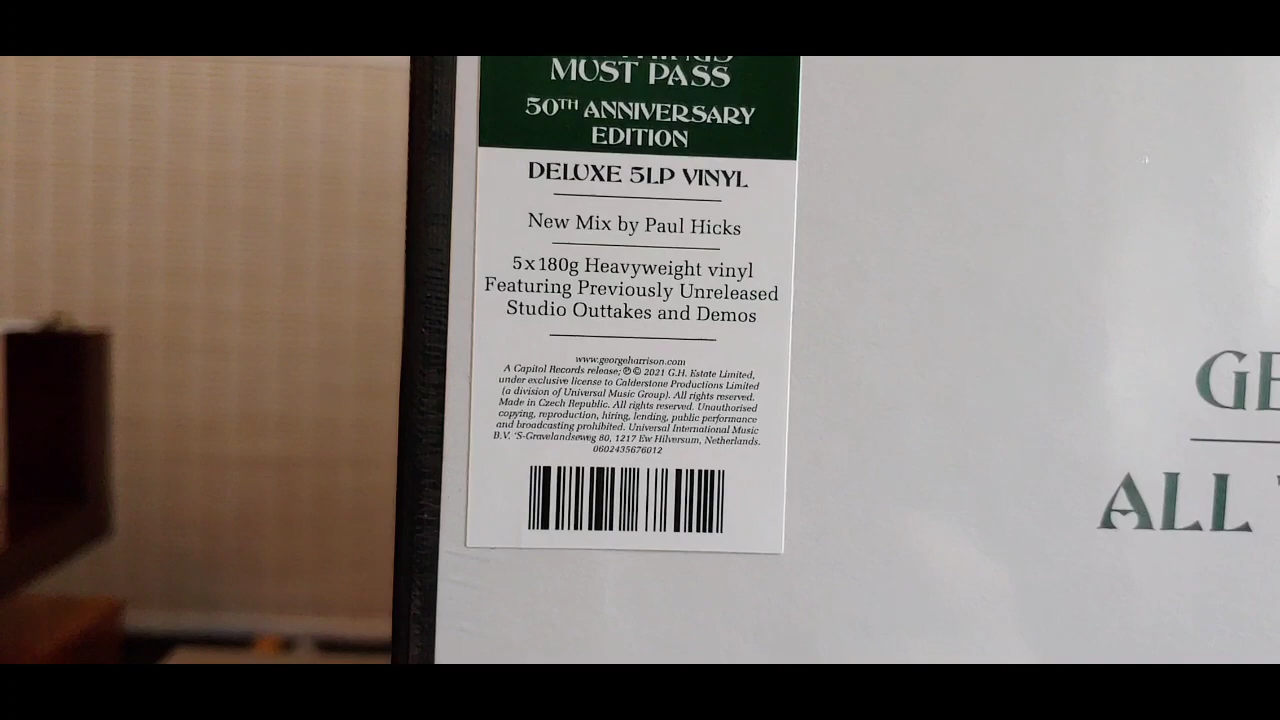 THINGS
MUST PASS
50TH ANNIVERSARY
EDITION
DELUXE 5LP VINYL
New Mix by Paul Hicks
5x180g Heavyweight vinyl
Featuring Previously Unreleased
Studio Outtakes and Demos
www.georgeharrison.com
A Capitol Records release; ℗ © 2021 G.H. Estate Limited,
under exclusive license to Calderstone Productions Limited
(a division of Universal Music Group). All rights reserved.
Made in Czech Republic. All rights reserved. Unauthorised
copying, reproduction, hiring, lending, public performance
and broadcasting prohibited. Universal International Music
B.V. 'S-Gravelandseweg 80, 1217 Ew Hilversum, Netherlands.
0602435676012
GE
ALL